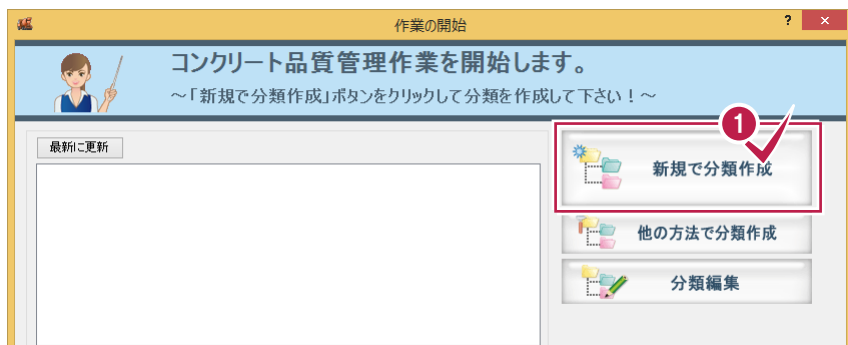 作業の開始
? ×
コンクリート品質管理作業を開始します。
~「新規で分類作成」ボタンをクリックして分類を作成して下さい!~
1
最新に更新
新規で分類作成
他の方法で分類作成
分類編集